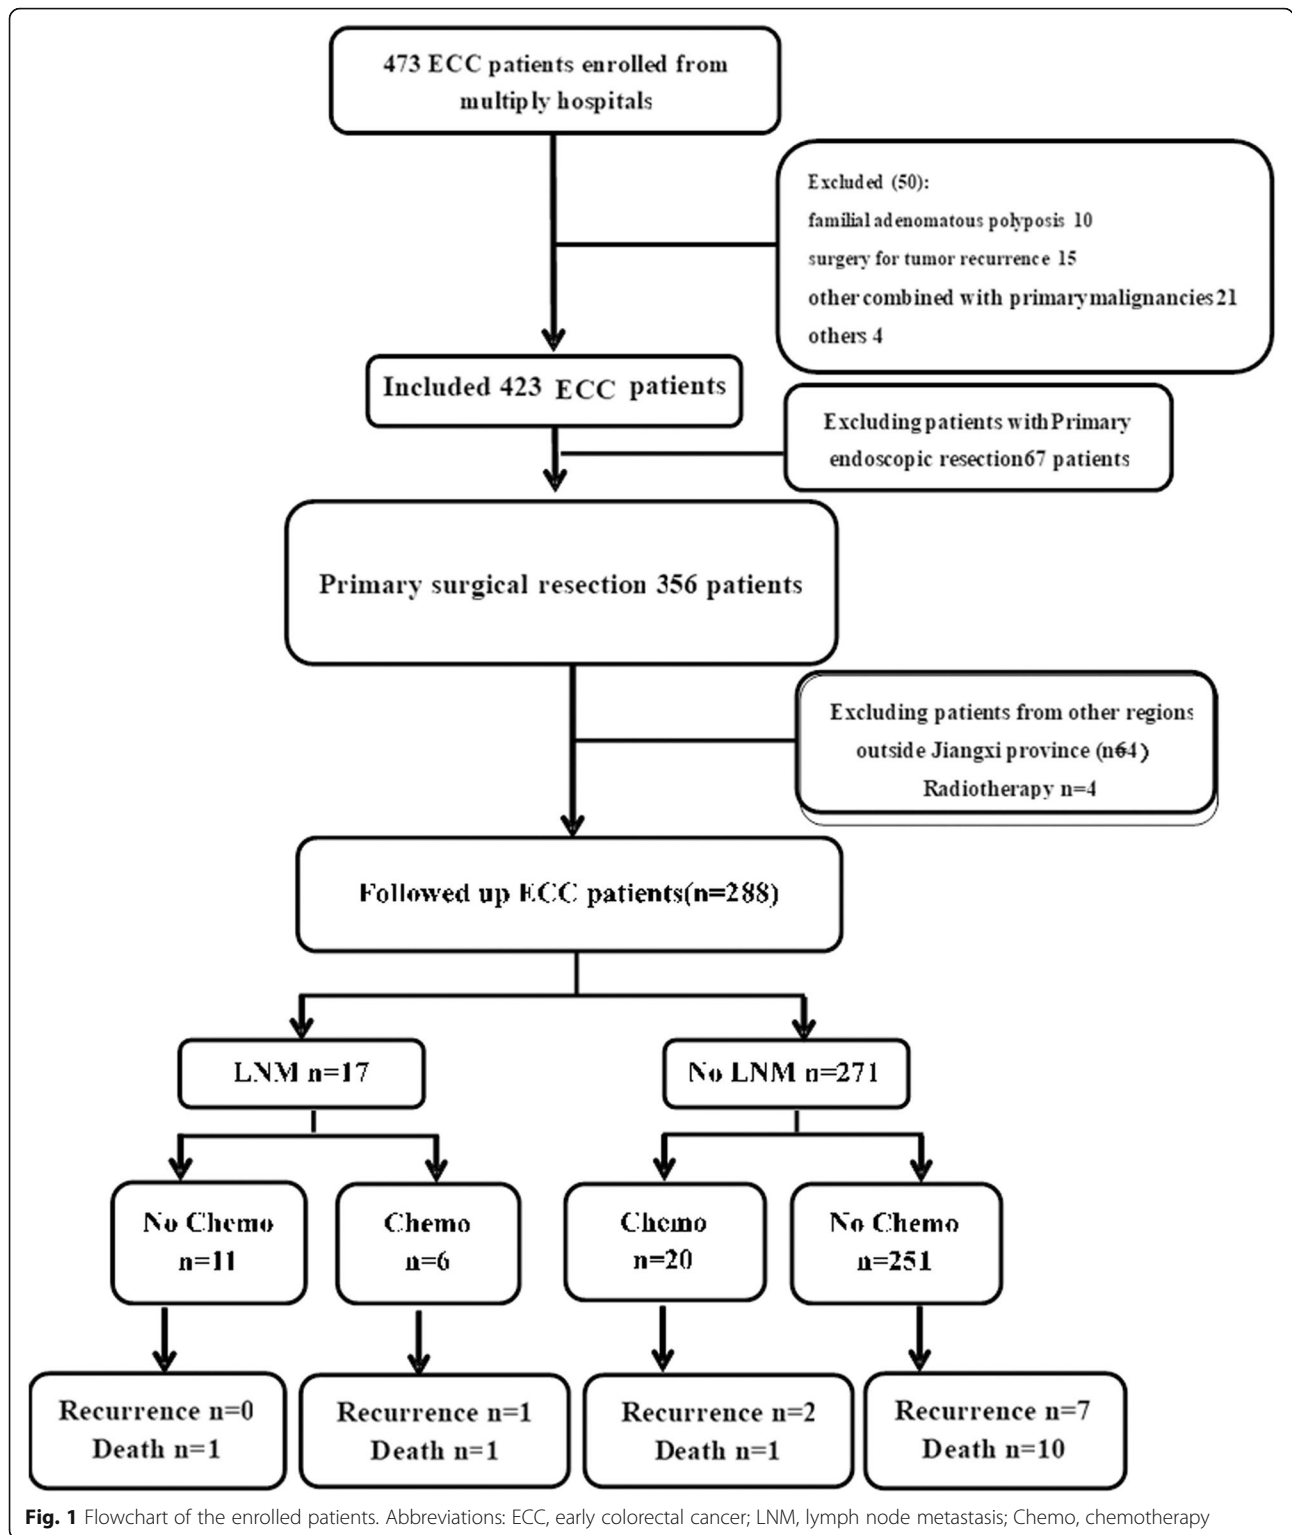 473 ECC patients enrolled from
multiply hospitals
Excluded (50):
familial adenomatous polyposis 10
surgery for tumor recurrence 15
other combined with primary malignancies 21
others 4
Included 423 ECC patients
Excluding patients with Primary
endoscopic resection67 patients
Primary surgical resection 356 patients
Excluding patients from other regions
outside Jiangxi province (n64)
Radiotherapy n=4
Followed up ECC patients(n=288)
LNM n=17
No LNM n=271
No Chemo
n=11
Chemo
n=6
Chemo
n=20
No Chemo
n=251
Recurrence n=0
Death n=1
Recurrence n=1
Death n=1
Recurrence n=2
Death n=1
Recurrence n=7
Death n=10
Fig. 1 Flowchart of the enrolled patients. Abbreviations: ECC, early colorectal cancer; LNM, lymph node metastasis; Chemo, chemotherapy